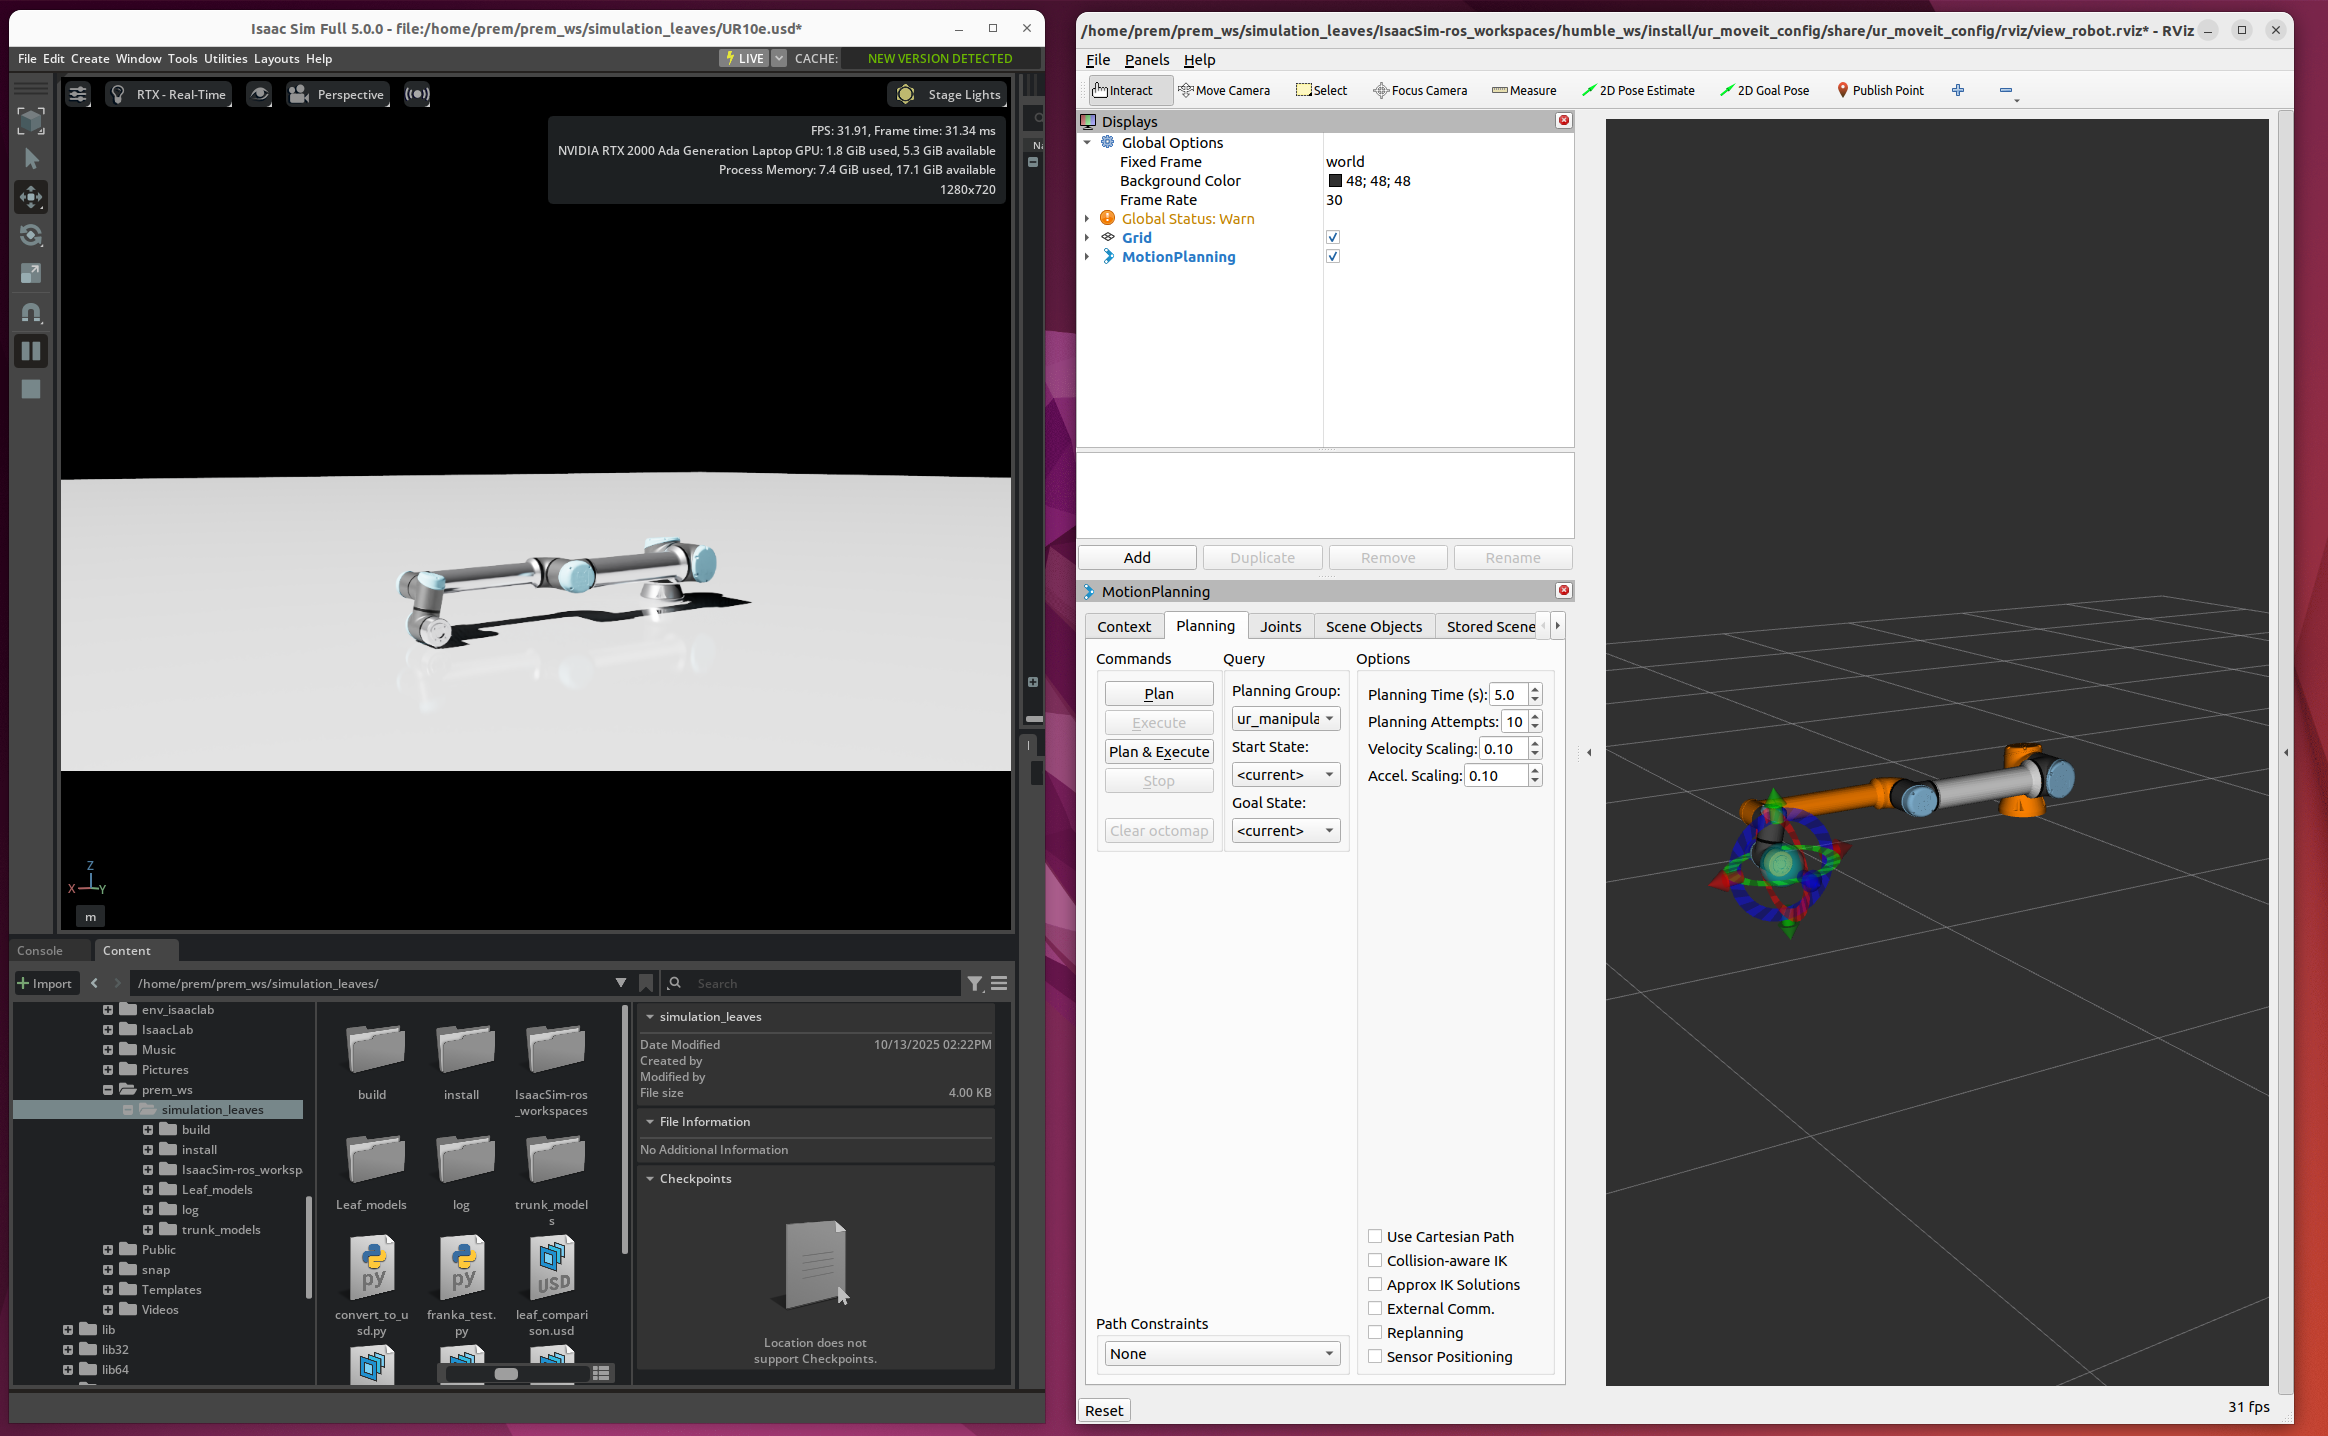 Isaac Sim Full 5.0.0 - file:/home/prem/prem_ws/simulation_leaves/UR10e.usd*
File Edit Create Window Tools Utilities Layouts Help
LIVE CACHE: NEW VERSION DETECTED
RTX - Real-Time Perspective Stage Lights
FPS: 31.91, Frame time: 31.34 ms
NVIDIA RTX 2000 Ada Generation Laptop GPU: 1.8 GiB used, 5.3 GiB available
Process Memory: 7.4 GiB used, 17.1 GiB available
1280x720
Z
X Y
m
Console Content
Import /home/prem/prem_ws/simulation_leaves/ Search
env_isaaclab
IsaacLab
Music
Pictures
prem_ws
simulation_leaves
build
install
IsaacSim-ros_worksp
Leaf_models
log
trunk_models
Public
snap
Templates
Videos
lib
lib32
lib64
build install IsaacSim-ros
_workspaces
Leaf_models log trunk_model
s
py py USD
convert_to_u franka_test. leaf_compari
sd.py py son.usd
simulation_leaves
Date Modified 10/13/2025 02:22PM
Created by
Modified by
File size 4.00 KB
File Information
No Additional Information
Checkpoints
Location does not
support Checkpoints.
/home/prem/prem_ws/simulation_leaves/IsaacSim-ros_workspaces/humble_ws/install/ur_moveit_config/share/ur_moveit_config/rviz/view_robot.rviz* - RViz
File Panels Help
Interact Move Camera Select Focus Camera Measure 2D Pose Estimate 2D Goal Pose Publish Point
Displays
Global Options
Fixed Frame world
Background Color 48; 48; 48
Frame Rate 30
Global Status: Warn
Grid
MotionPlanning
Add Duplicate Remove Rename
MotionPlanning
Context Planning Joints Scene Objects Stored Scene
Commands Query Options
Plan
Execute
Plan & Execute
Stop
Clear octomap
Planning Group:
ur_manipula
Start State:
<current>
Goal State:
<current>
Planning Time (s): 5.0
Planning Attempts: 10
Velocity Scaling: 0.10
Accel. Scaling: 0.10
Use Cartesian Path
Collision-aware IK
Approx IK Solutions
External Comm.
Replanning
Sensor Positioning
Path Constraints
None
Reset
31 fps